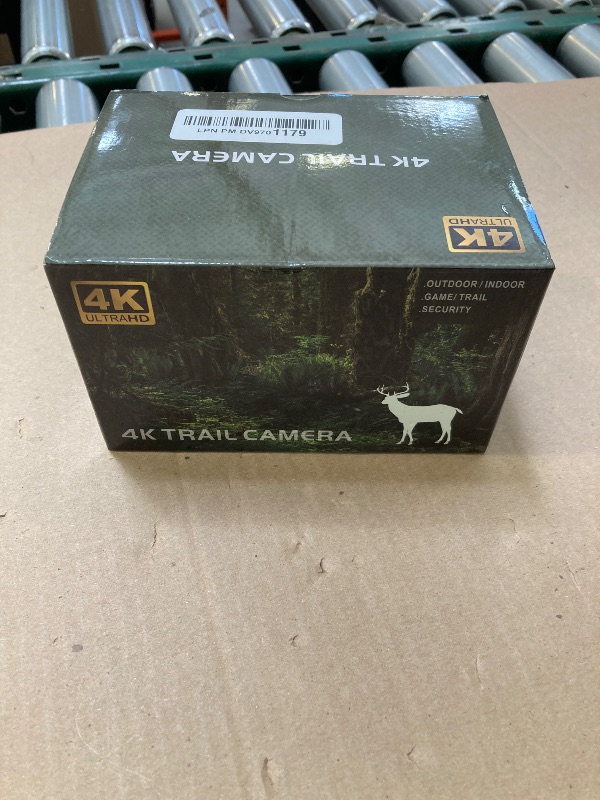 LPN PM DV9701179
4K TRAIL CAMERA
4K
ULTRAHD
4K
ULTRAHD
.OUTDOOR / INDOOR
.GAME/ TRAIL
.SECURITY
4K TRAIL CAMERA